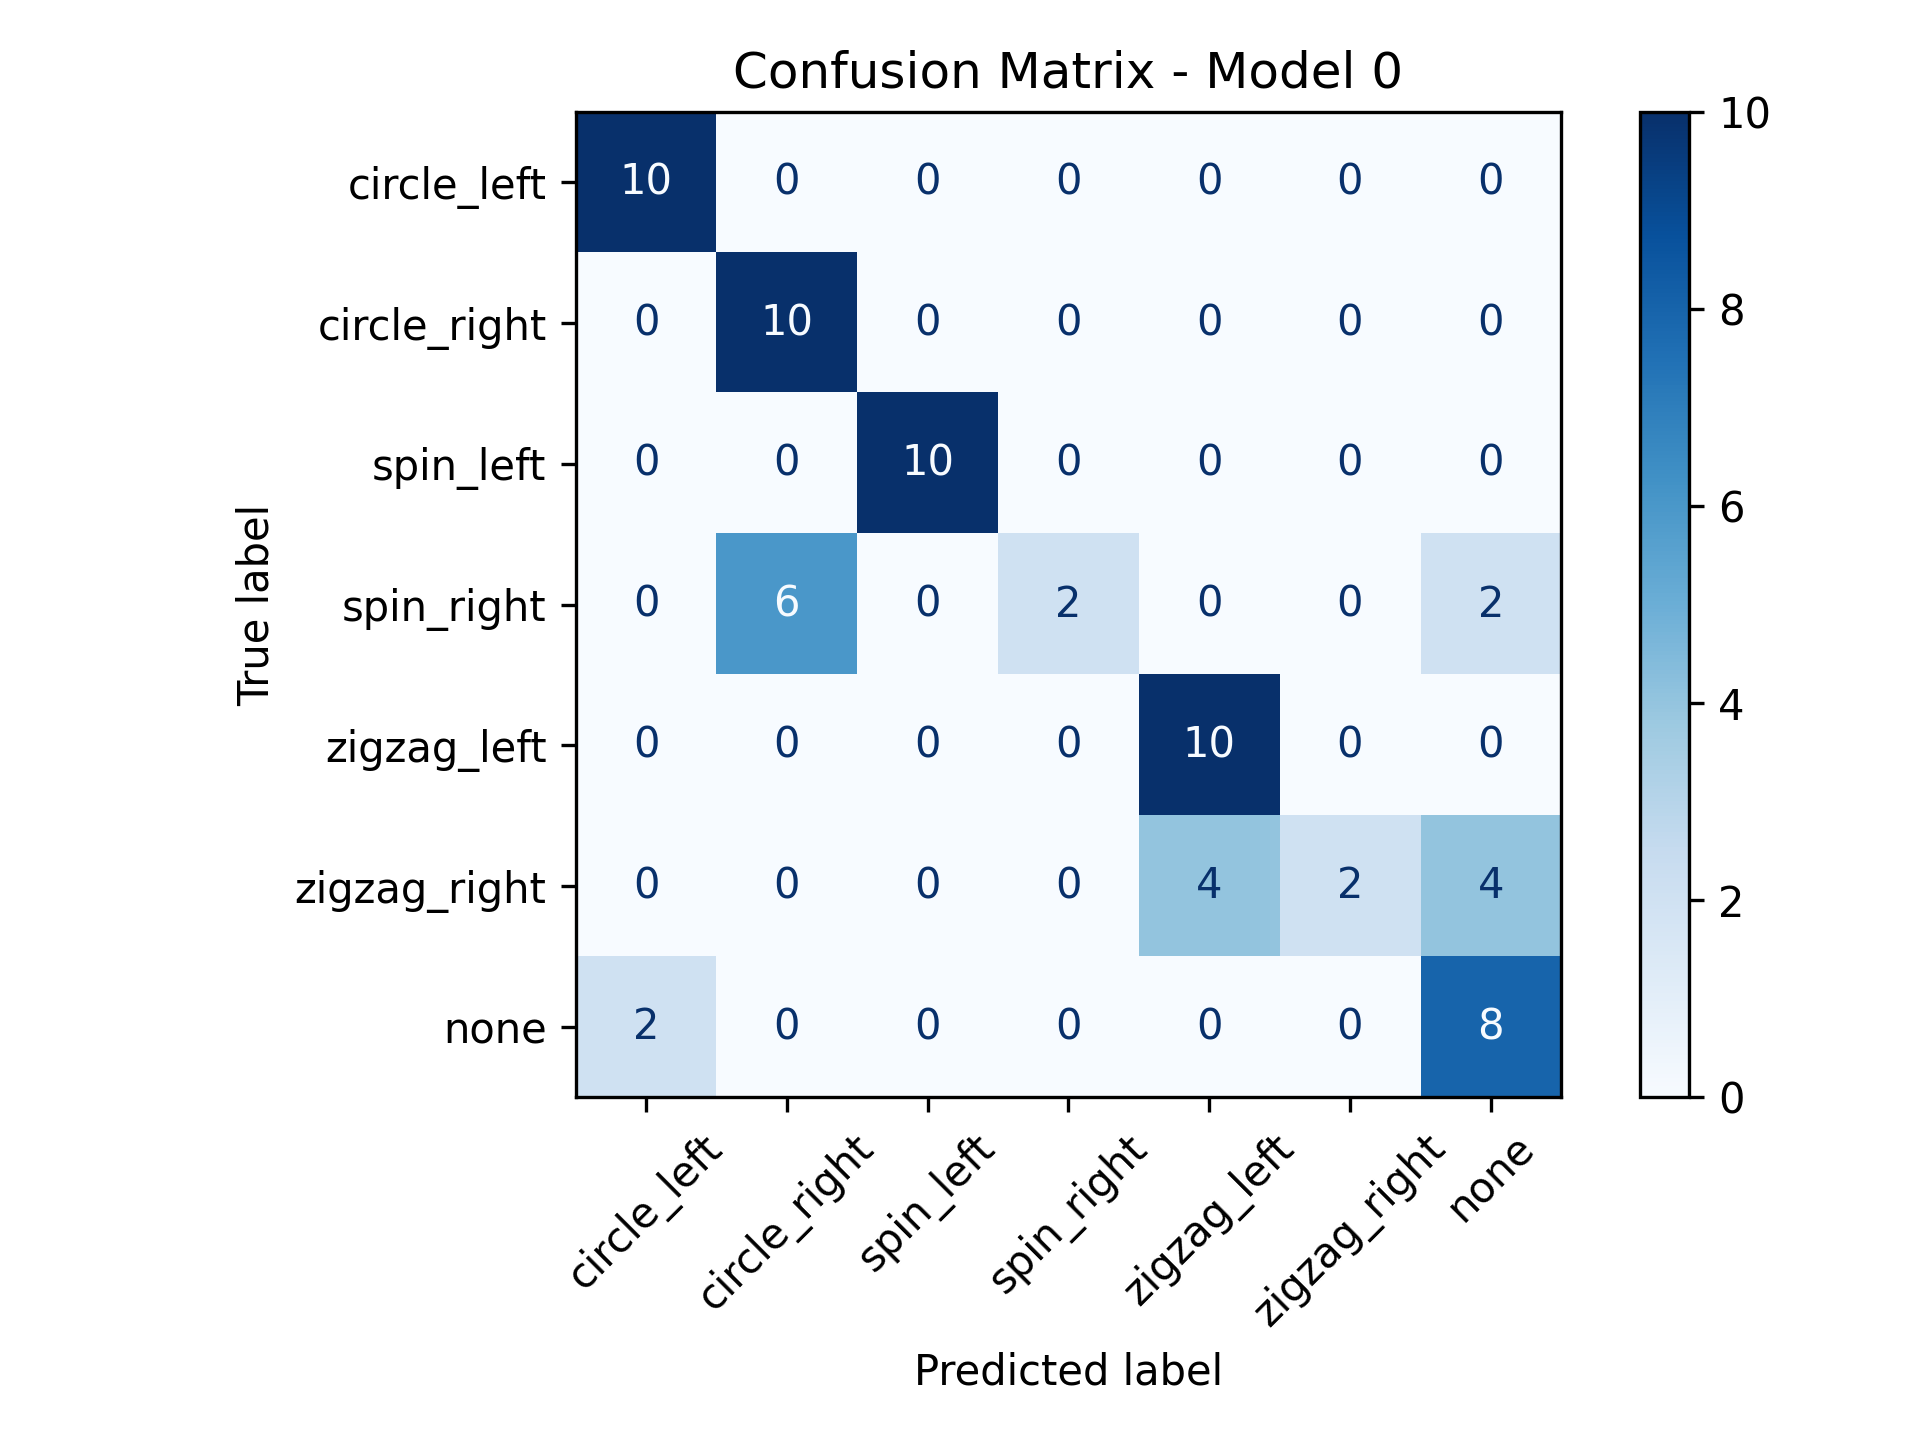 Confusion Matrix - Model 0
True label
circle_left 10 0 0 0 0 0 0
circle_right 0 10 0 0 0 0 0
spin_left 0 0 10 0 0 0 0
spin_right 0 6 0 2 0 0 2
zigzag_left 0 0 0 0 10 0 0
zigzag_right 0 0 0 0 4 2 4
none 2 0 0 0 0 0 8
circle_left circle_right spin_left spin_right zigzag_left zigzag_right none
Predicted label
10
8
6
4
2
0